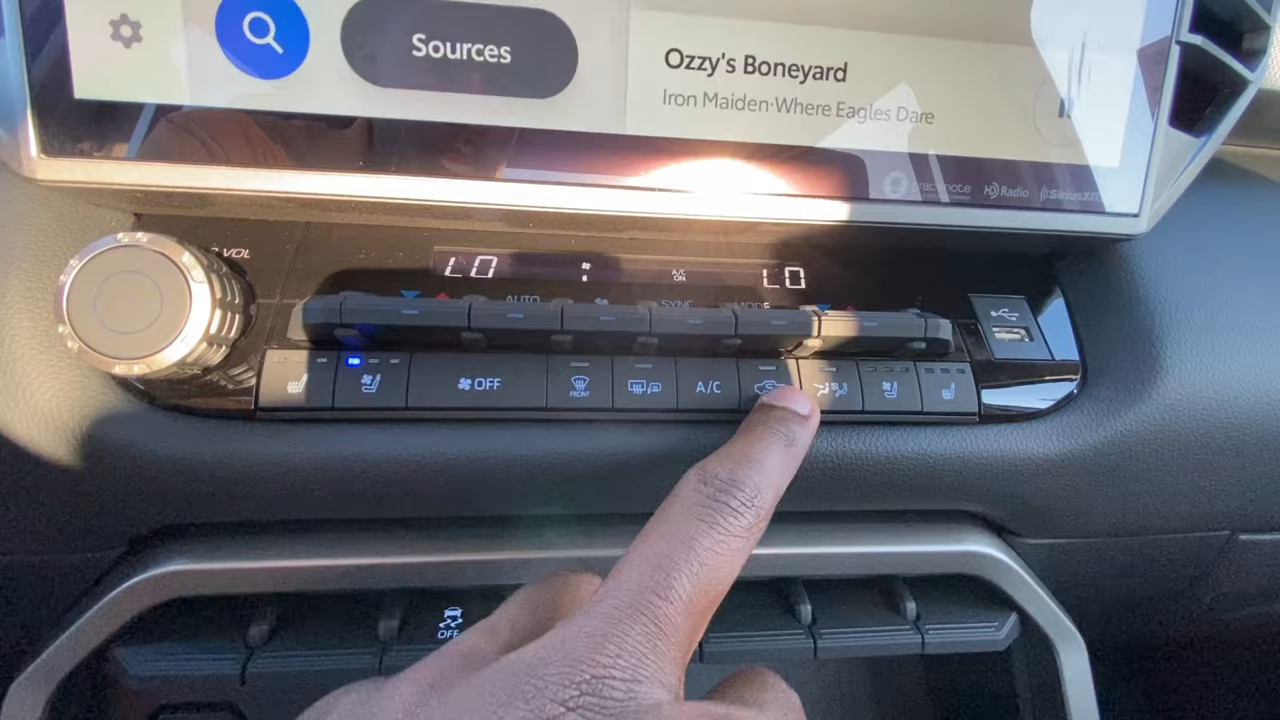 Sources
Ozzy's Boneyard
Iron Maiden·Where Eagles Dare
gracenote
HD Radio
SiriusXM
VOL
LO
A/C
ON
LO
AUTO
SYNC
MODE
OFF
FRONT
A/C
OFF